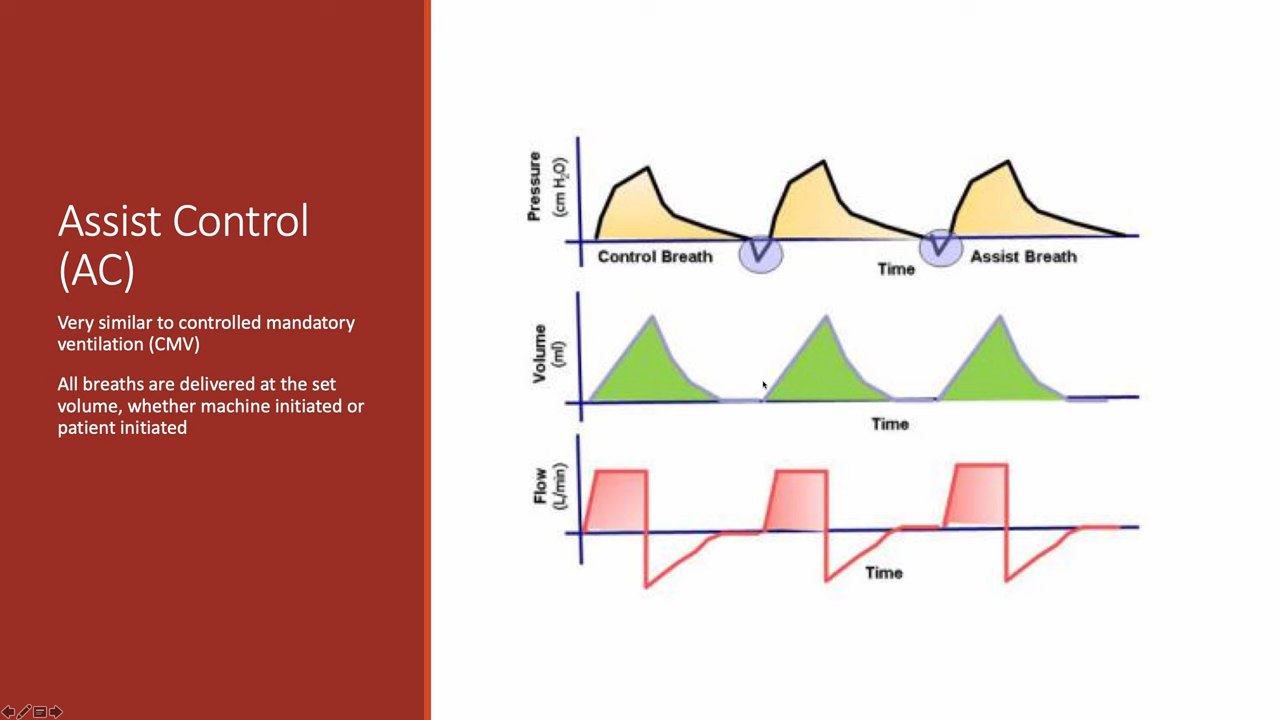 Assist Control
(AC)
Very similar to controlled mandatory
ventilation (CMV)
All breaths are delivered at the set
volume, whether machine initiated or
patient initiated
Pressure
(cm H₂O)
Control Breath
Time
Assist Breath
Volume
(ml)
Time
Flow
(L/min)
Time